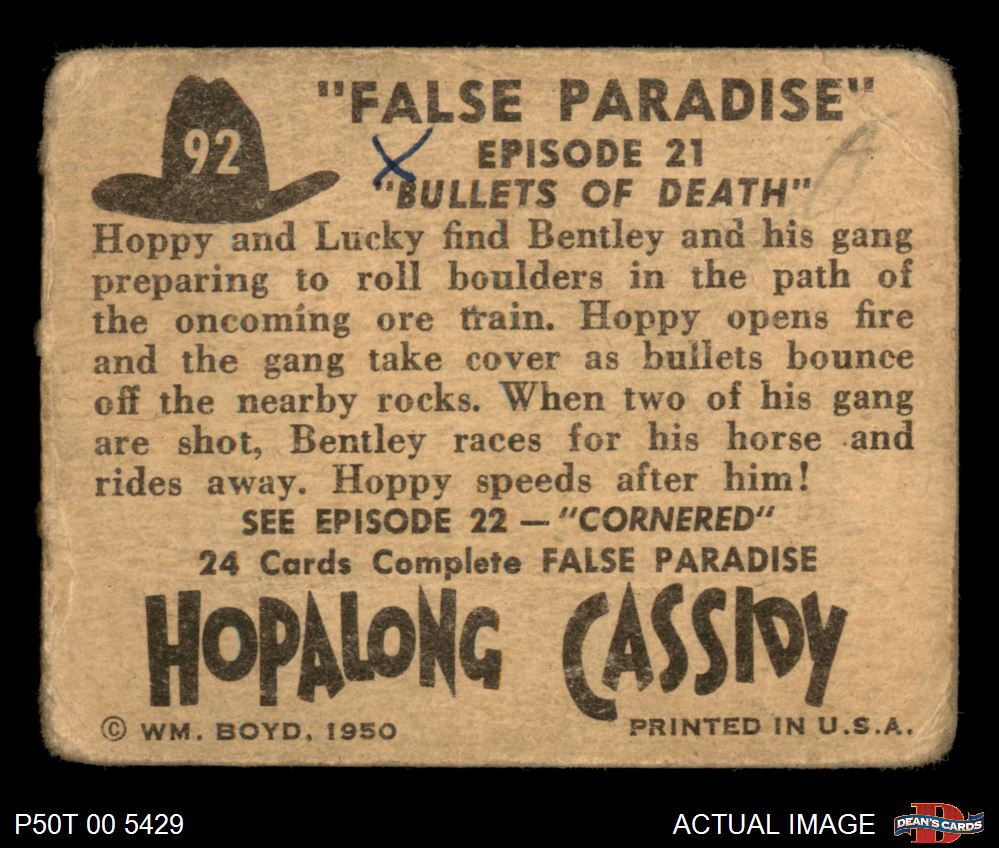 92
"FALSE PARADISE"
X
EPISODE 21
A
"BULLETS OF DEATH"
Hoppy and Lucky find Bentley and his gang
preparing to roll boulders in the path of
the oncoming ore train. Hoppy opens fire
and the gang take cover as bullets bounce
off the nearby rocks. When two of his gang
are shot, Bentley races for his horse and
rides away. Hoppy speeds after him!
SEE EPISODE 22 — "CORNERED"
24 Cards Complete FALSE PARADISE
HOPALONG CASSIDY
© WM. BOYD, 1950 PRINTED IN U.S.A.
P50T 00 5429 ACTUAL IMAGE DEAN'S CARDS